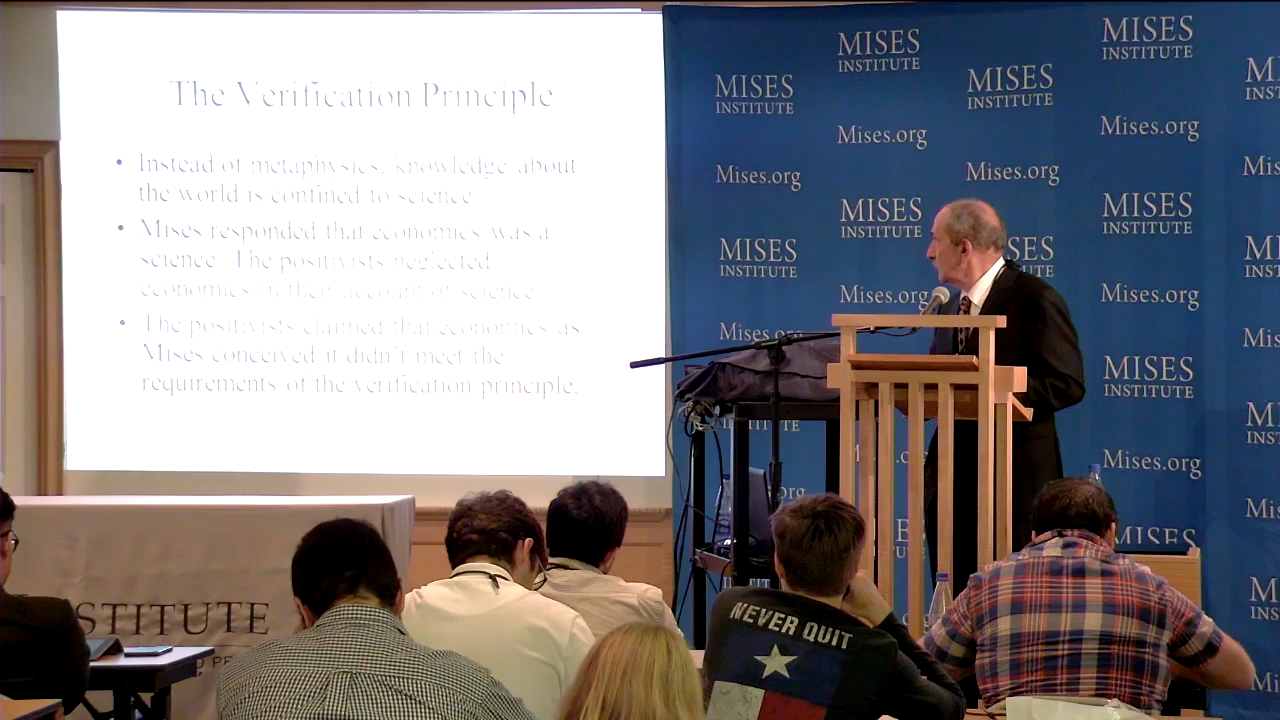 The Verification Principle
• Instead of metaphysics, knowledge about
the world is confined to science
• Mises responded that economics was a
science. The positivists neglected
economics in their account of science
• The positivists claimed that economics as
Mises conceived it didn't meet the
requirements of the verification principle.
MISES
INSTITUTE
MISES
INSTITUTE
MISES
INSTITUTE
MISES
INSTITUTE
Mises.org
Mises.org
Mises.org
Mises.org
MISES
INSTITUTE
MISES
INSTITUTE
MISES
INSTITUTE
Mises.org
Mises.org
Mises.org
MISES
INSTITUTE
Mises.org
MISES
STITUTE
NEVER QUIT